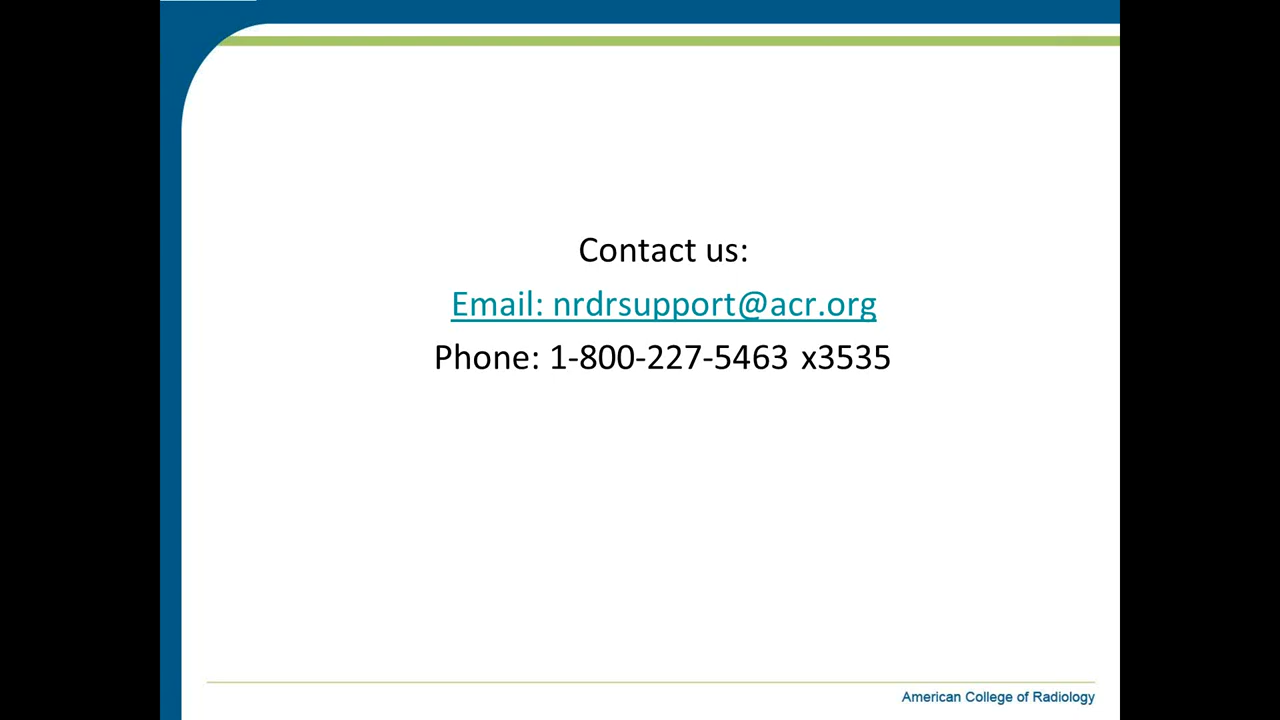 Contact us:
Email: nrdrsupport@acr.org
Phone: 1-800-227-5463 x3535
American College of Radiology